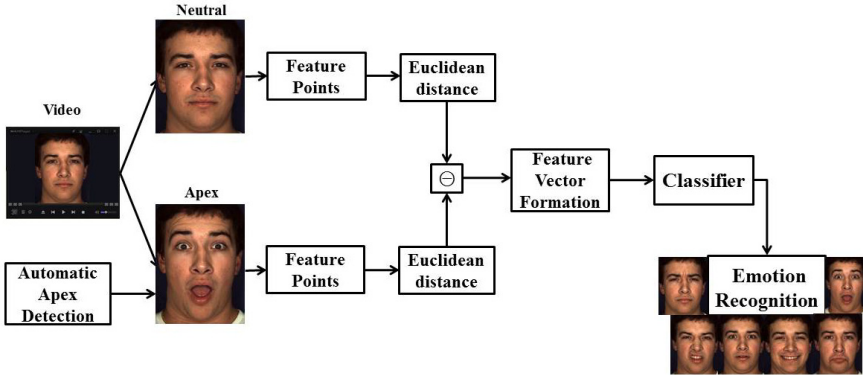 Neutral
Feature
Points
Euclidean
distance
Video
Apex
⊖
Feature
Vector
Formation
Classifier
Automatic
Apex
Detection
Feature
Points
Euclidean
distance
Emotion
Recognition